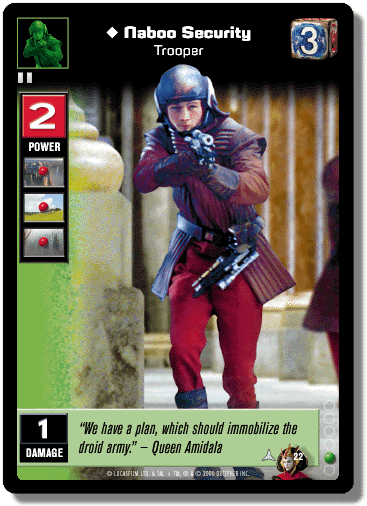 ◆ Naboo Security
Trooper
3
2
POWER
1
DAMAGE
"We have a plan, which should immobilize the
droid army." – Queen Amidala
22
© LUCASFILM LTD. & TM. | TM, ® & © 2000 DECIPHER INC.